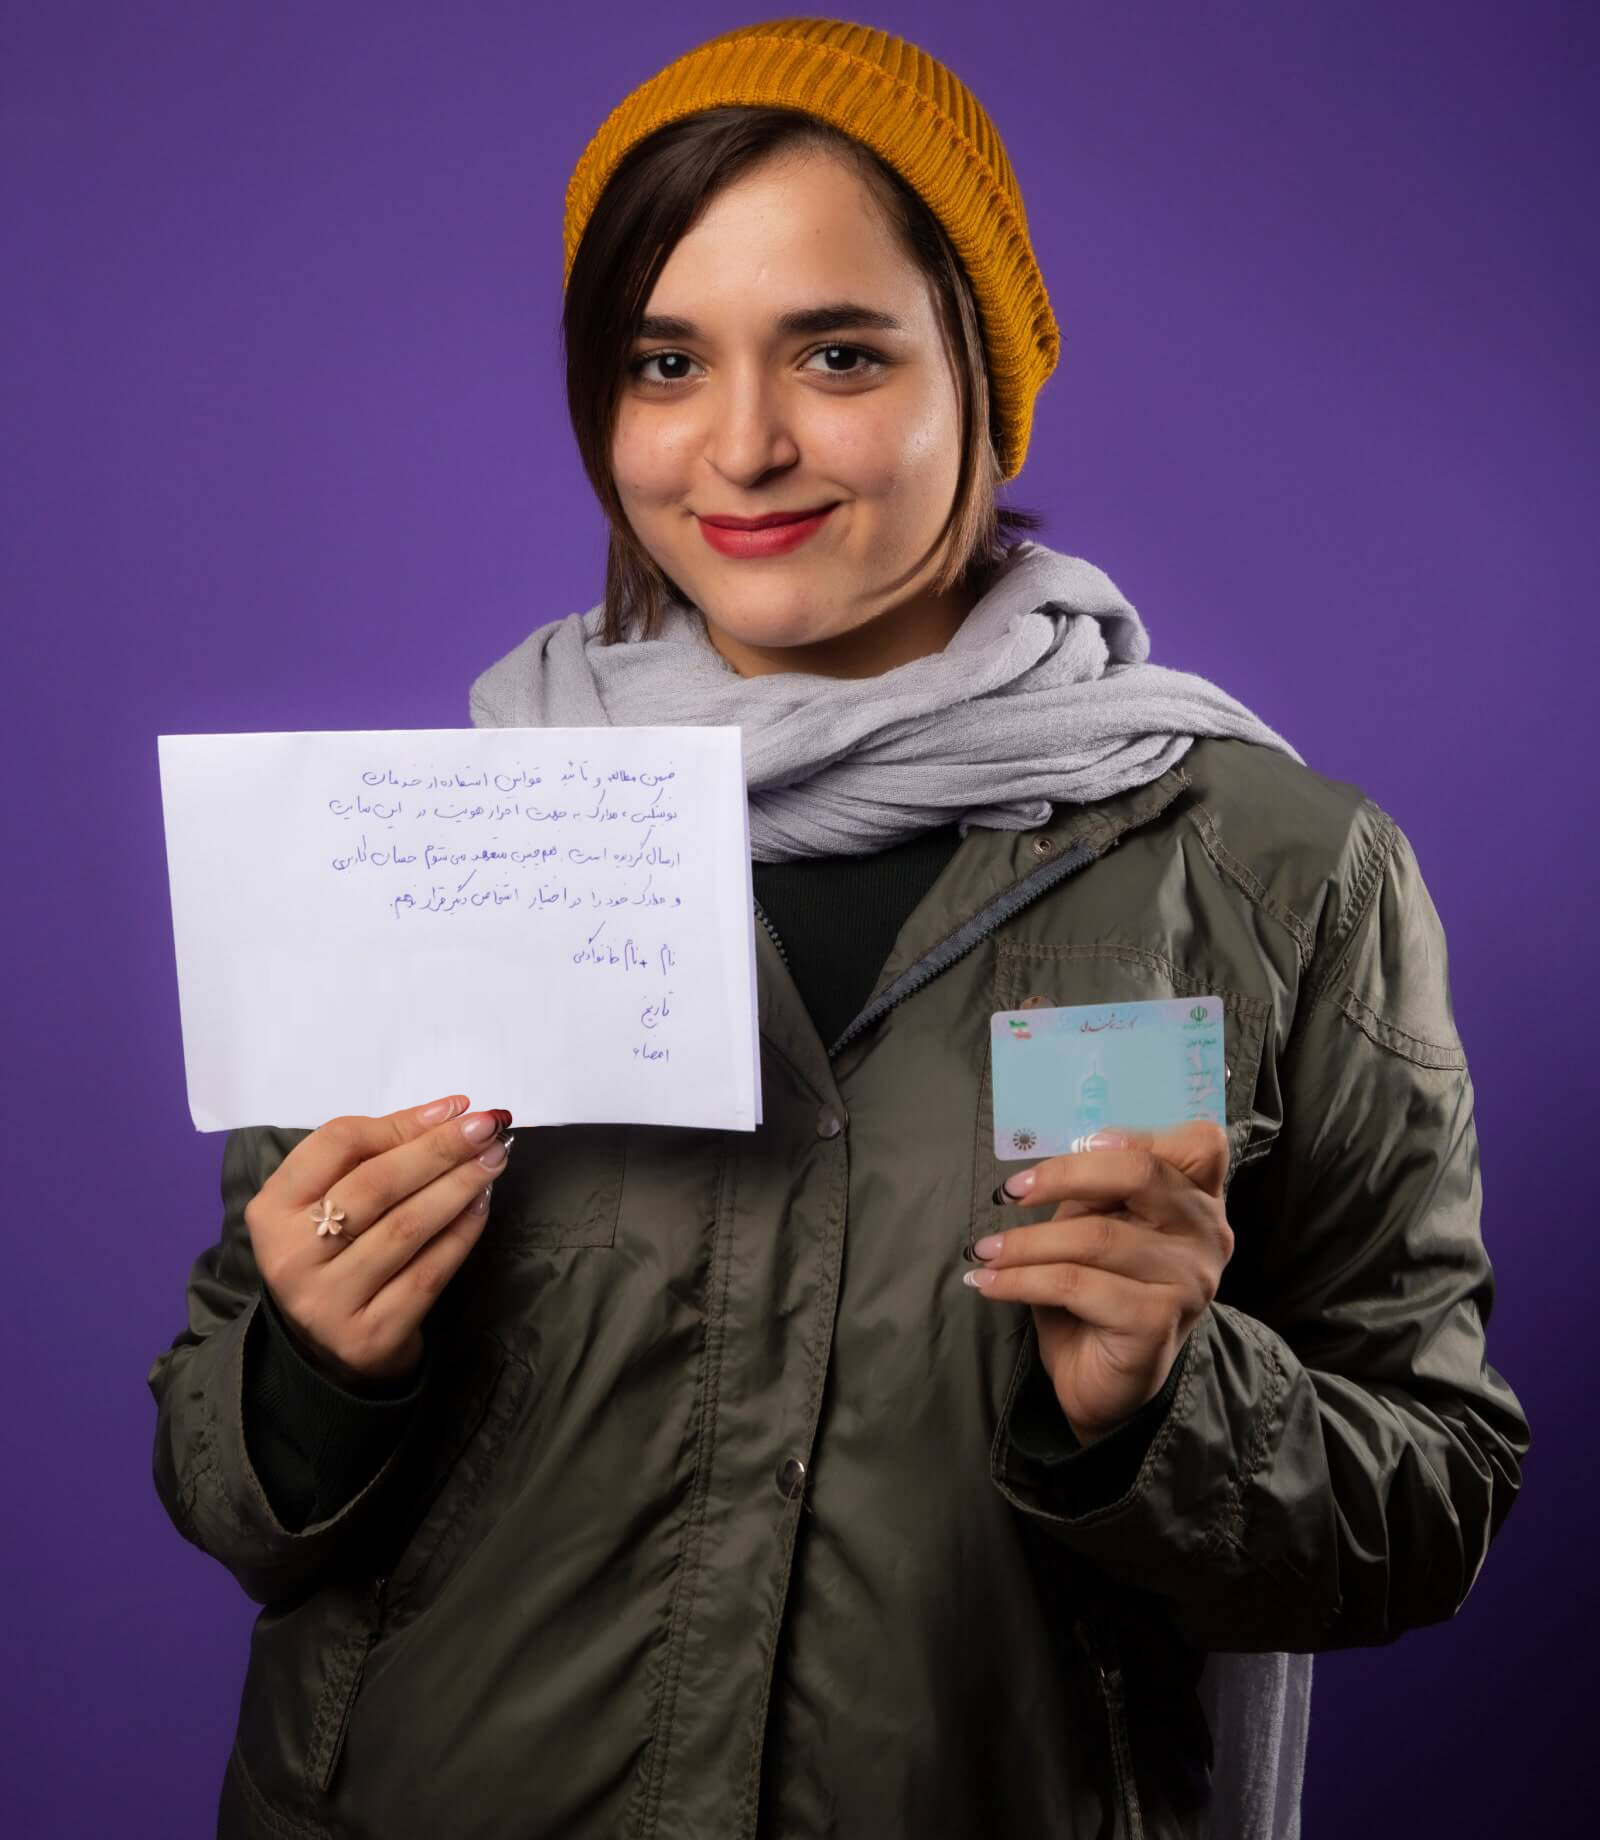 ضمن مطالعه و تائید قوانین استفاده از خدمات
نوبیتکس، مدارک به جهت احراز هویت در این سایت
ارسال گردیده است. همچنین متعهد می شوم حساب کاربری
و مدارک خود را در اختیار اشخاص دیگر قرار ندهم.
نام + نام خانوادگی
تاریخ
امضاء
کارت هوشمند ملی